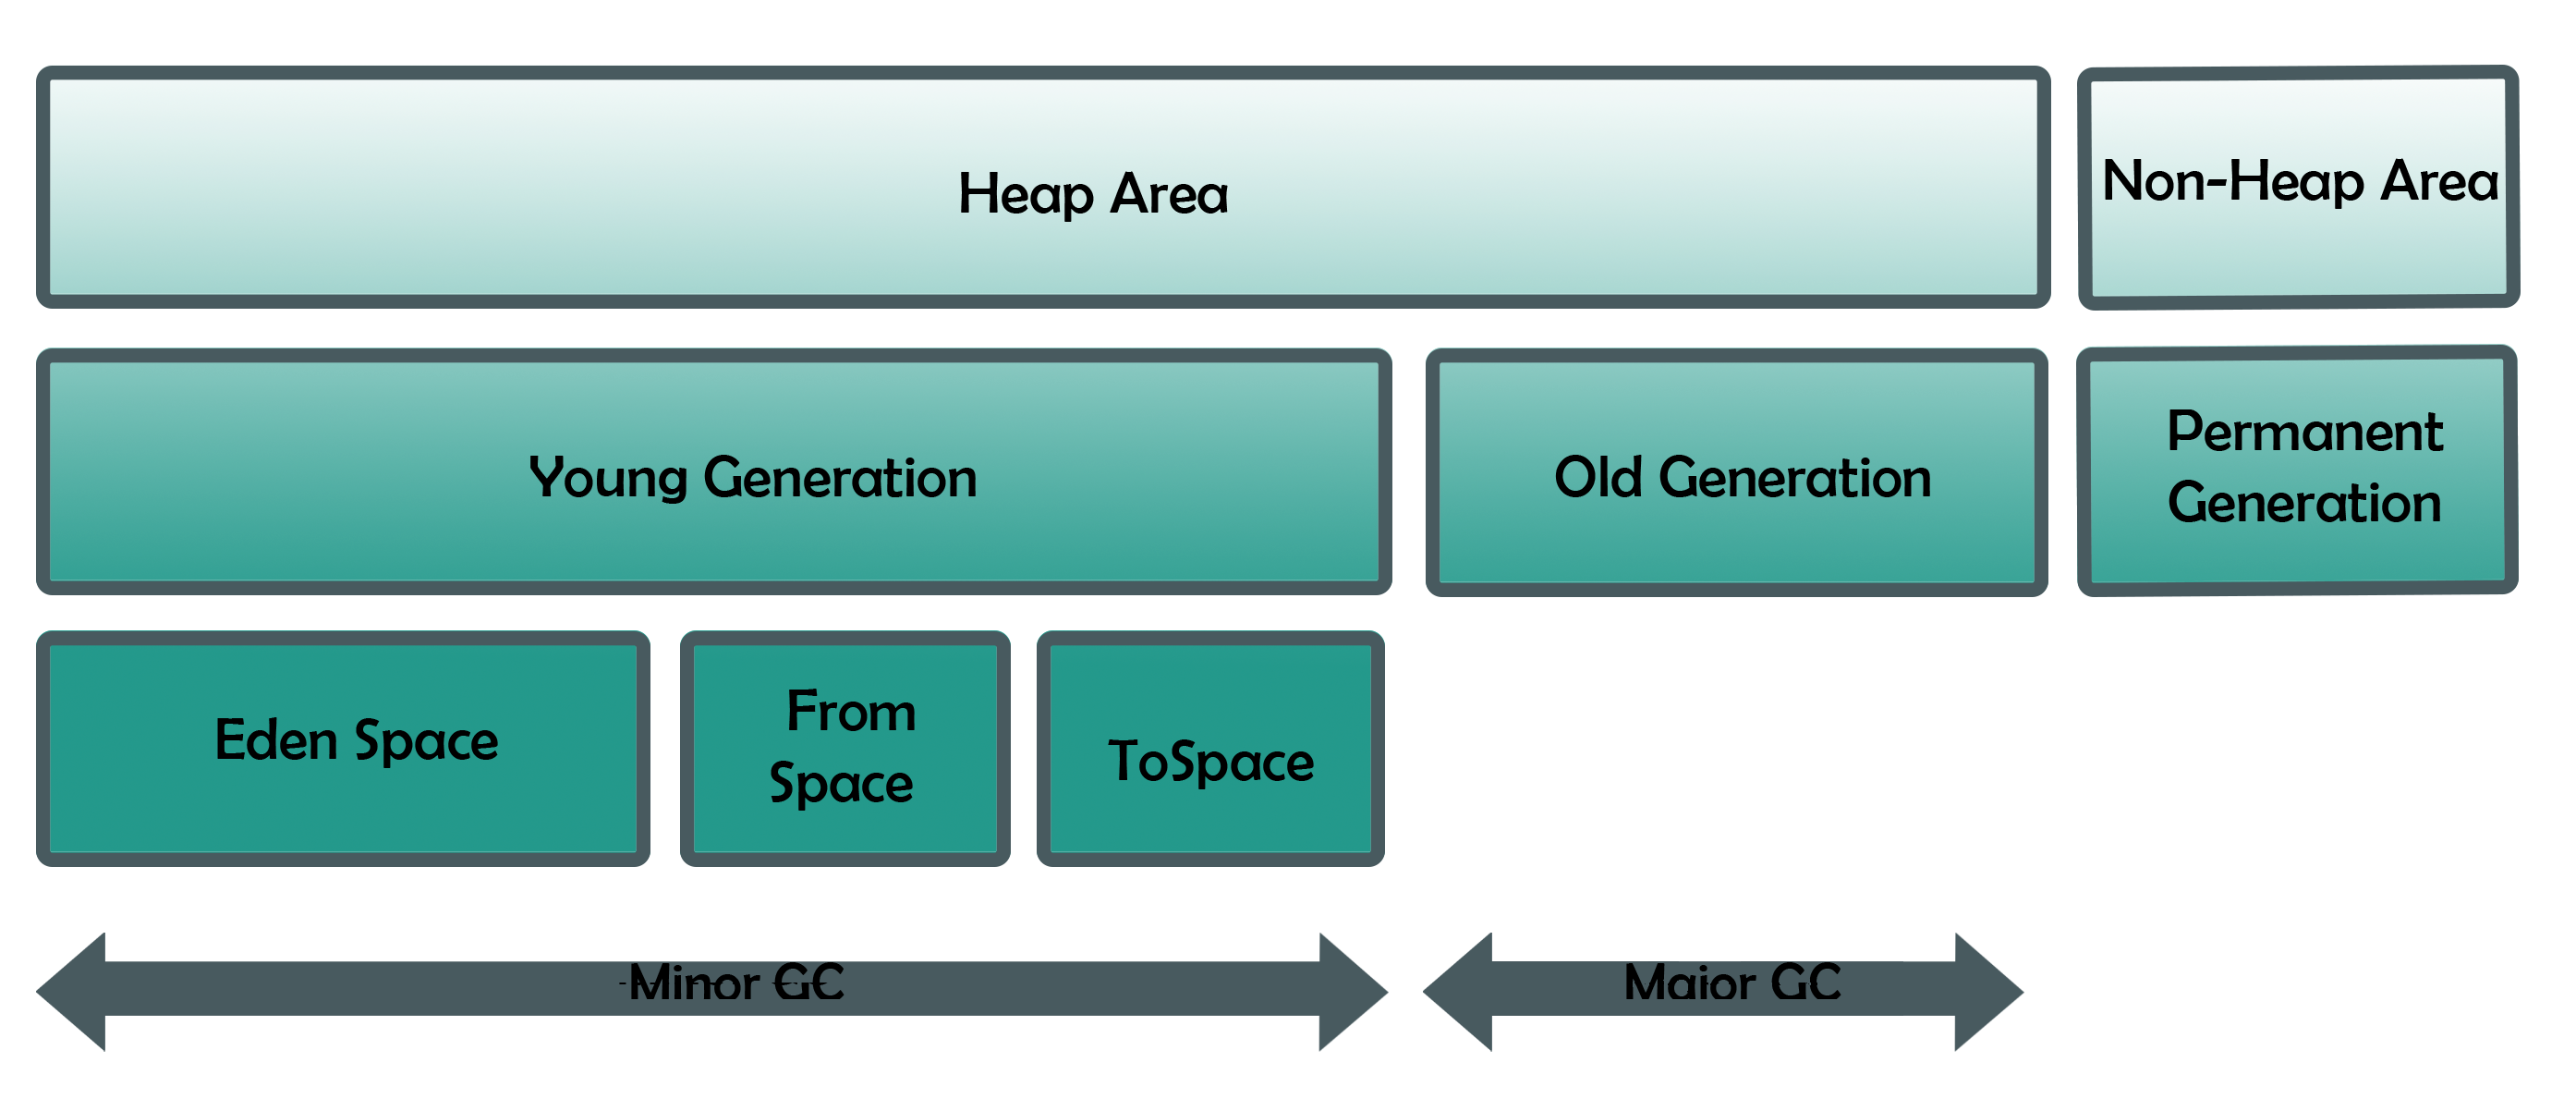 Heap Area
Non-Heap Area
Young Generation
Old Generation
Permanent
Generation
Eden Space
From
Space
ToSpace
Minor GC
Major GC